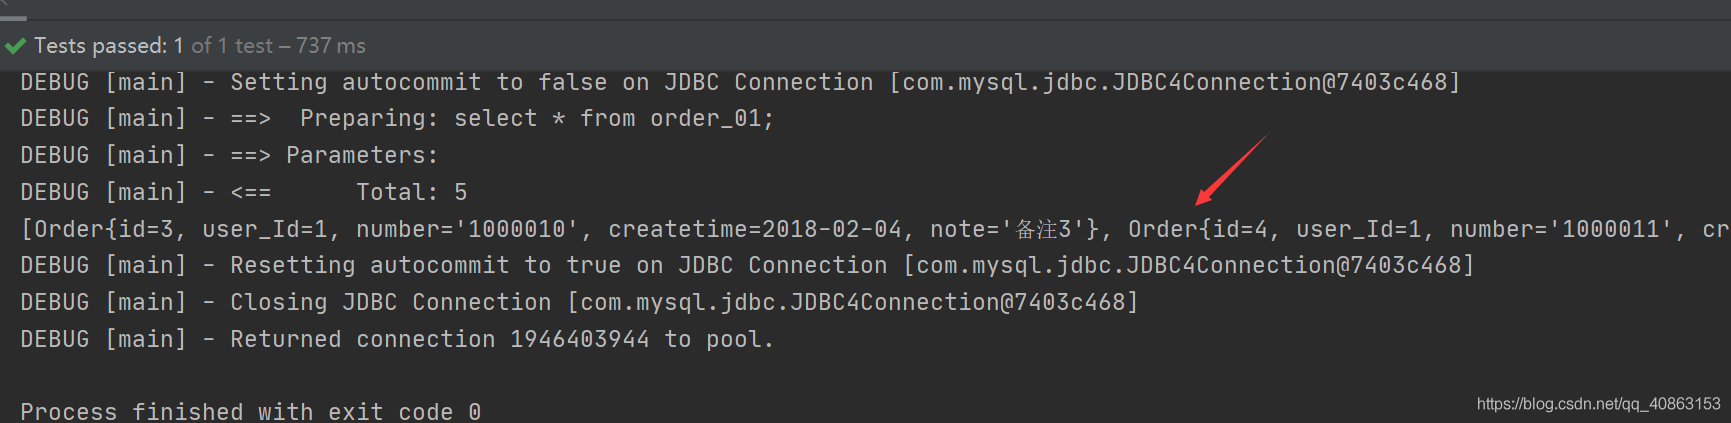 Tests passed: 1 of 1 test – 737 ms
DEBUG [main] - Setting autocommit to false on JDBC Connection [com.mysql.jdbc.JDBC4Connection@7403c468]
DEBUG [main] - ==>  Preparing: select * from order_01;
DEBUG [main] - ==> Parameters:
DEBUG [main] - <==      Total: 5
[Order{id=3, user_Id=1, number='1000010', createtime=2018-02-04, note='备注3'}, Order{id=4, user_Id=1, number='1000011', cr
DEBUG [main] - Resetting autocommit to true on JDBC Connection [com.mysql.jdbc.JDBC4Connection@7403c468]
DEBUG [main] - Closing JDBC Connection [com.mysql.jdbc.JDBC4Connection@7403c468]
DEBUG [main] - Returned connection 1946403944 to pool.
Process finished with exit code 0
https://blog.csdn.net/qq_40863153